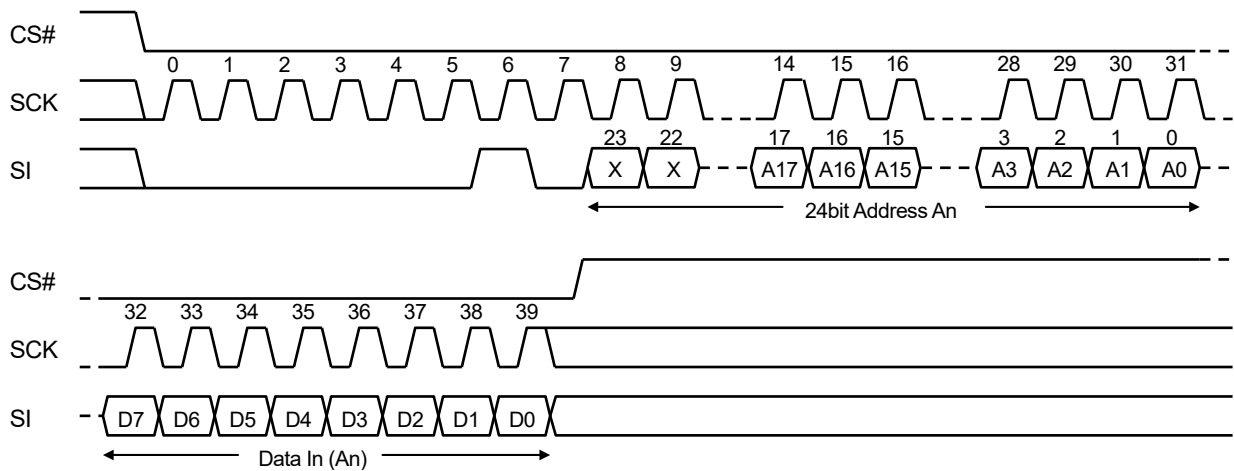 CS#
0 1 2 3 4 5 6 7 8 9 14 15 16 28 29 30 31
SCK
23 22 17 16 15 3 2 1 0
SI X X A17 A16 A15 A3 A2 A1 A0
24bit Address An
CS#
32 33 34 35 36 37 38 39
SCK
SI D7 D6 D5 D4 D3 D2 D1 D0
Data In (An)